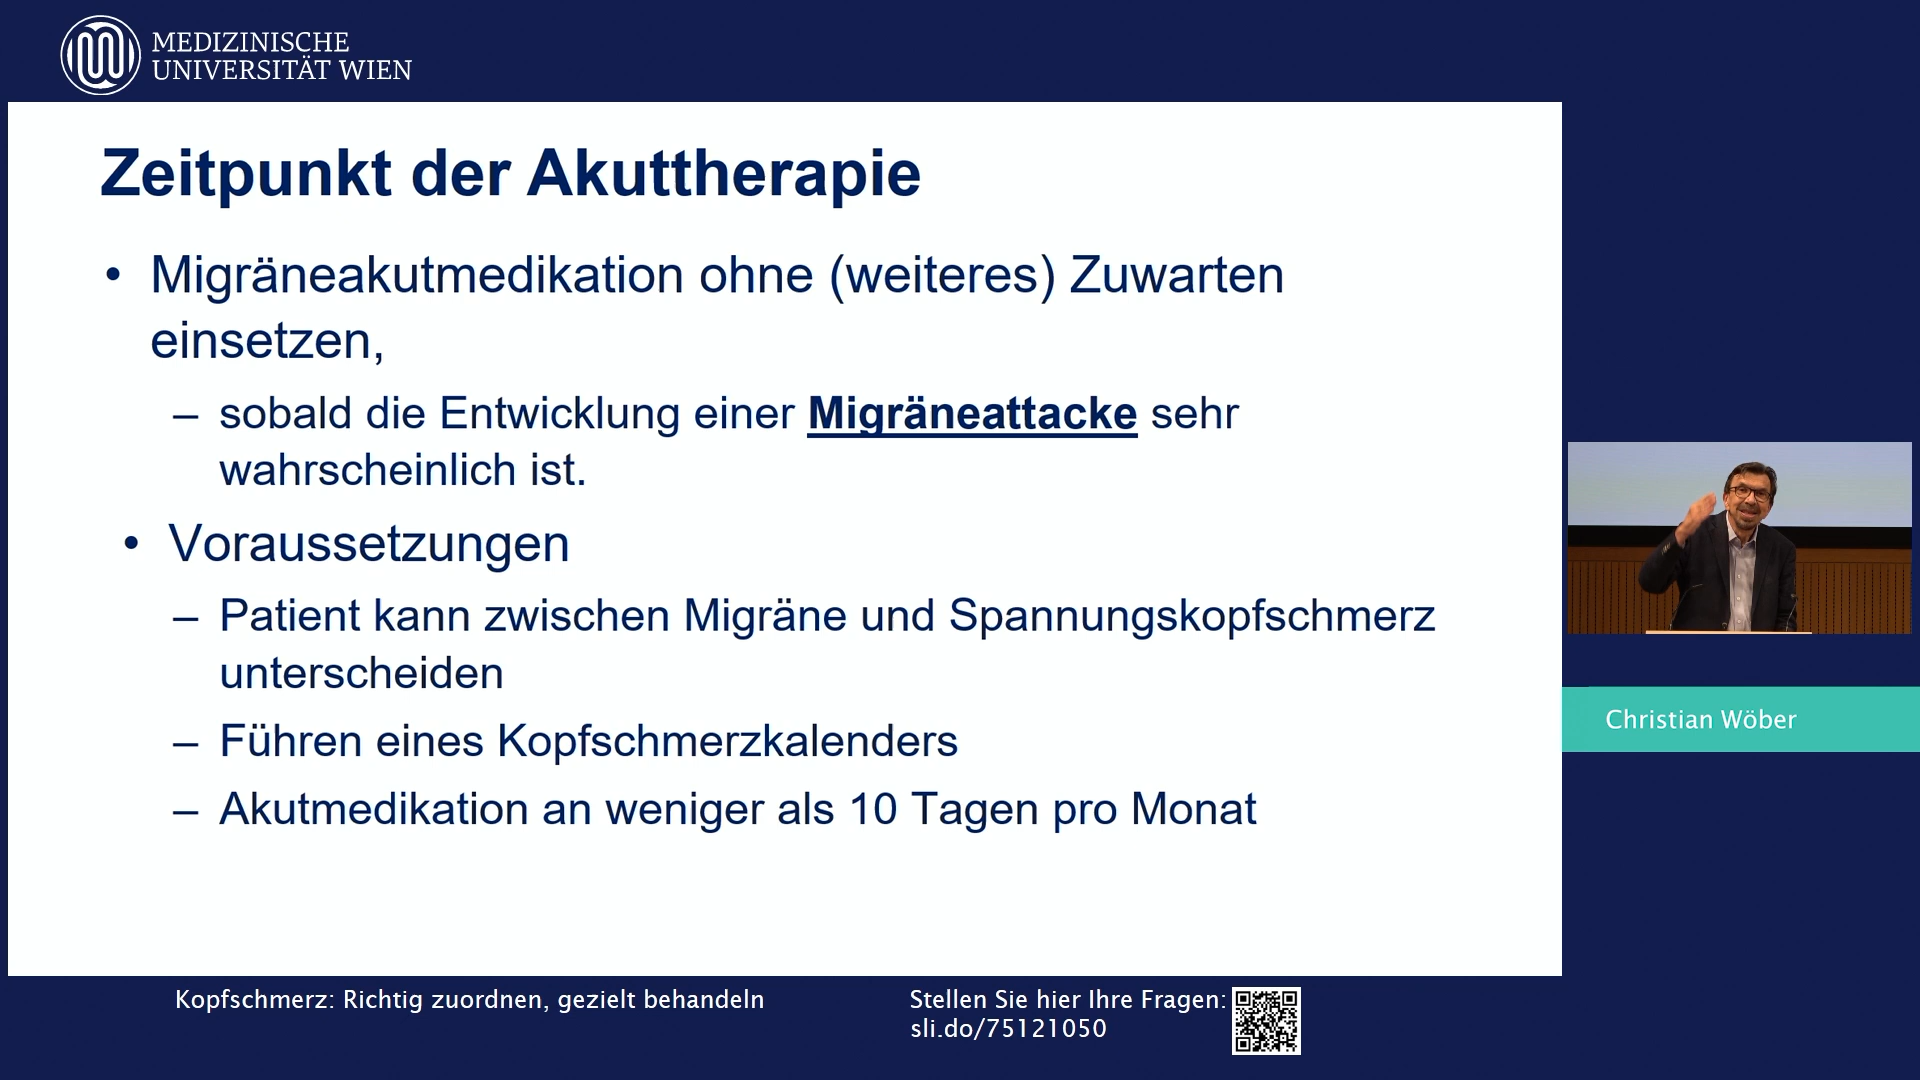 MEDIZINISCHE
UNIVERSITÄT WIEN
Zeitpunkt der Akuttherapie
• Migräneakutmedikation ohne (weiteres) Zuwarten
einsetzen,
– sobald die Entwicklung einer Migräneattacke sehr
wahrscheinlich ist.
• Voraussetzungen
– Patient kann zwischen Migräne und Spannungskopfschmerz
unterscheiden
– Führen eines Kopfschmerzkalenders
– Akutmedikation an weniger als 10 Tagen pro Monat
Christian Wöber
Kopfschmerz: Richtig zuordnen, gezielt behandeln
Stellen Sie hier Ihre Fragen:
sli.do/75121050